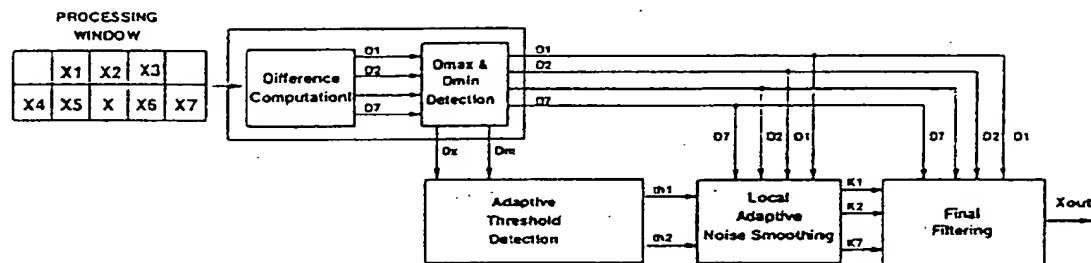 PROCESSING
WINDOW
X1 X2 X3
X4 X5 X X6 X7
Difference
Computation
D1
D2
D7
Dmax &
Dmin
Detection
D1
D2
D7
Dx
Dm
D7
D2
D1
D7
D2
D1
Adaptive
Threshold
Detection
th1
th2
Local
Adaptive
Noise Smoothing
K1
K2
K7
Final
Filtering
Xout